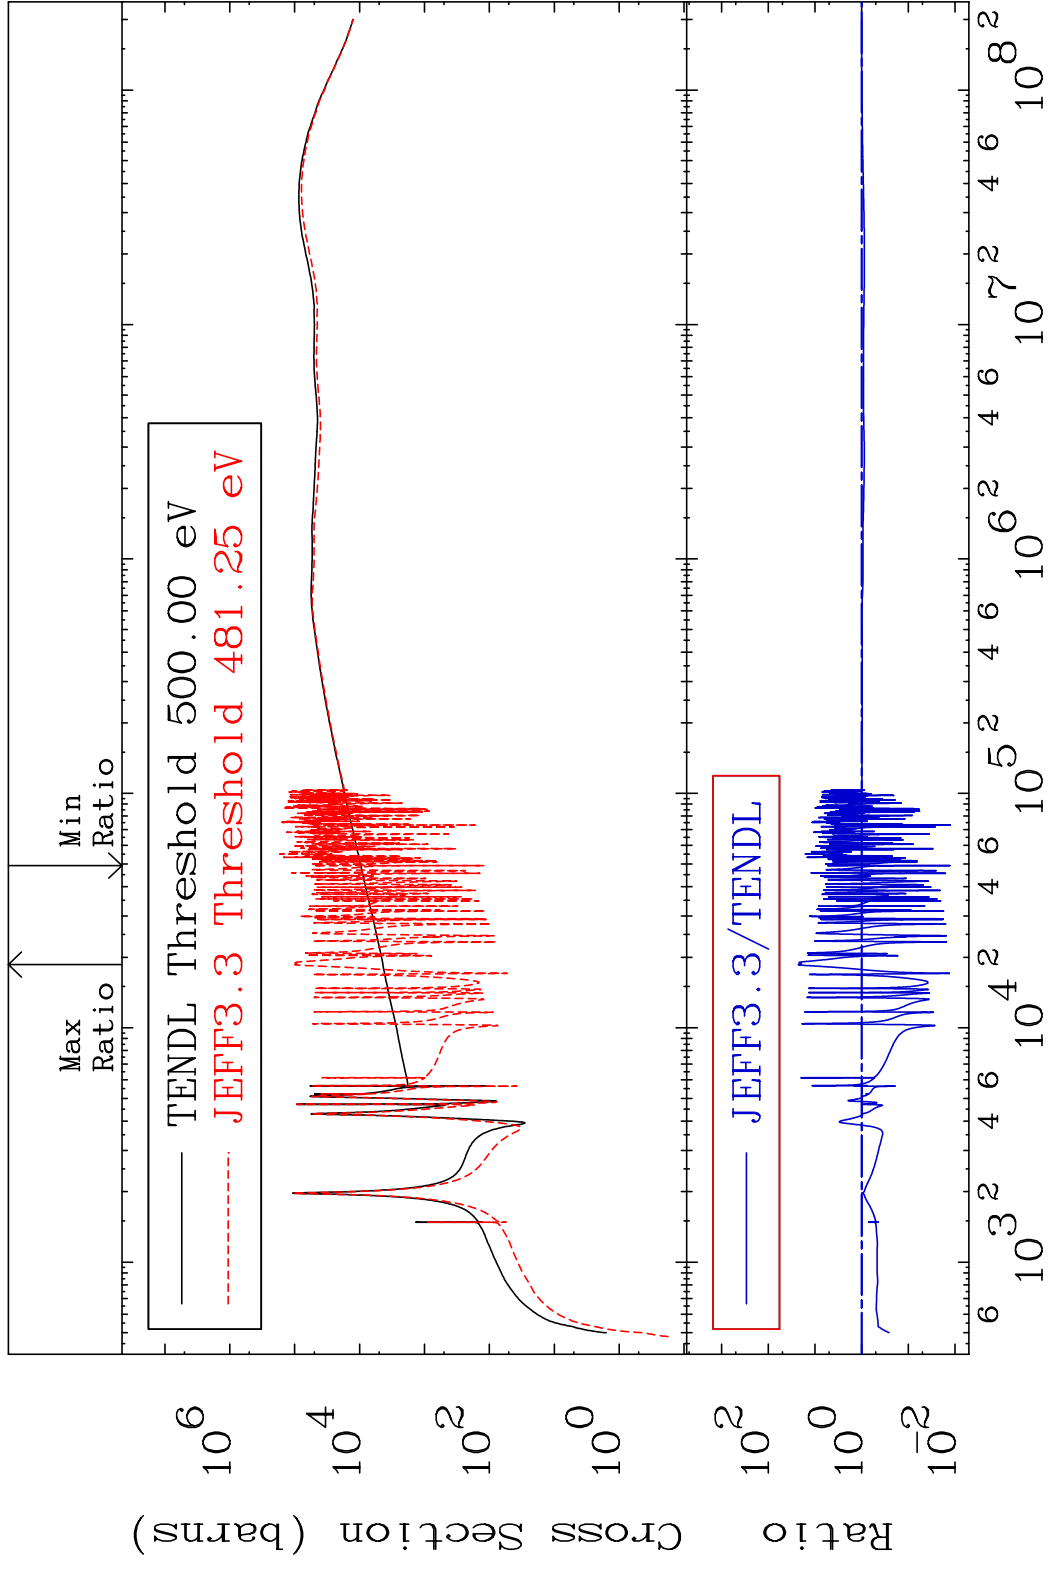 Max
Ratio
Min
Ratio
TENDL Threshold 500.00 eV
JEFF3.3 Threshold 481.25 eV
10^6
10^4
10^2
10^0
Cross Section (barns)
JEFF3.3/TENDL
10^2
10^0
10^-2
Ratio
6 10^3 2 4 6 10^4 2 4 6 10^5 2 4 6 10^6 2 4 6 10^7 2 4 6 10^8 2